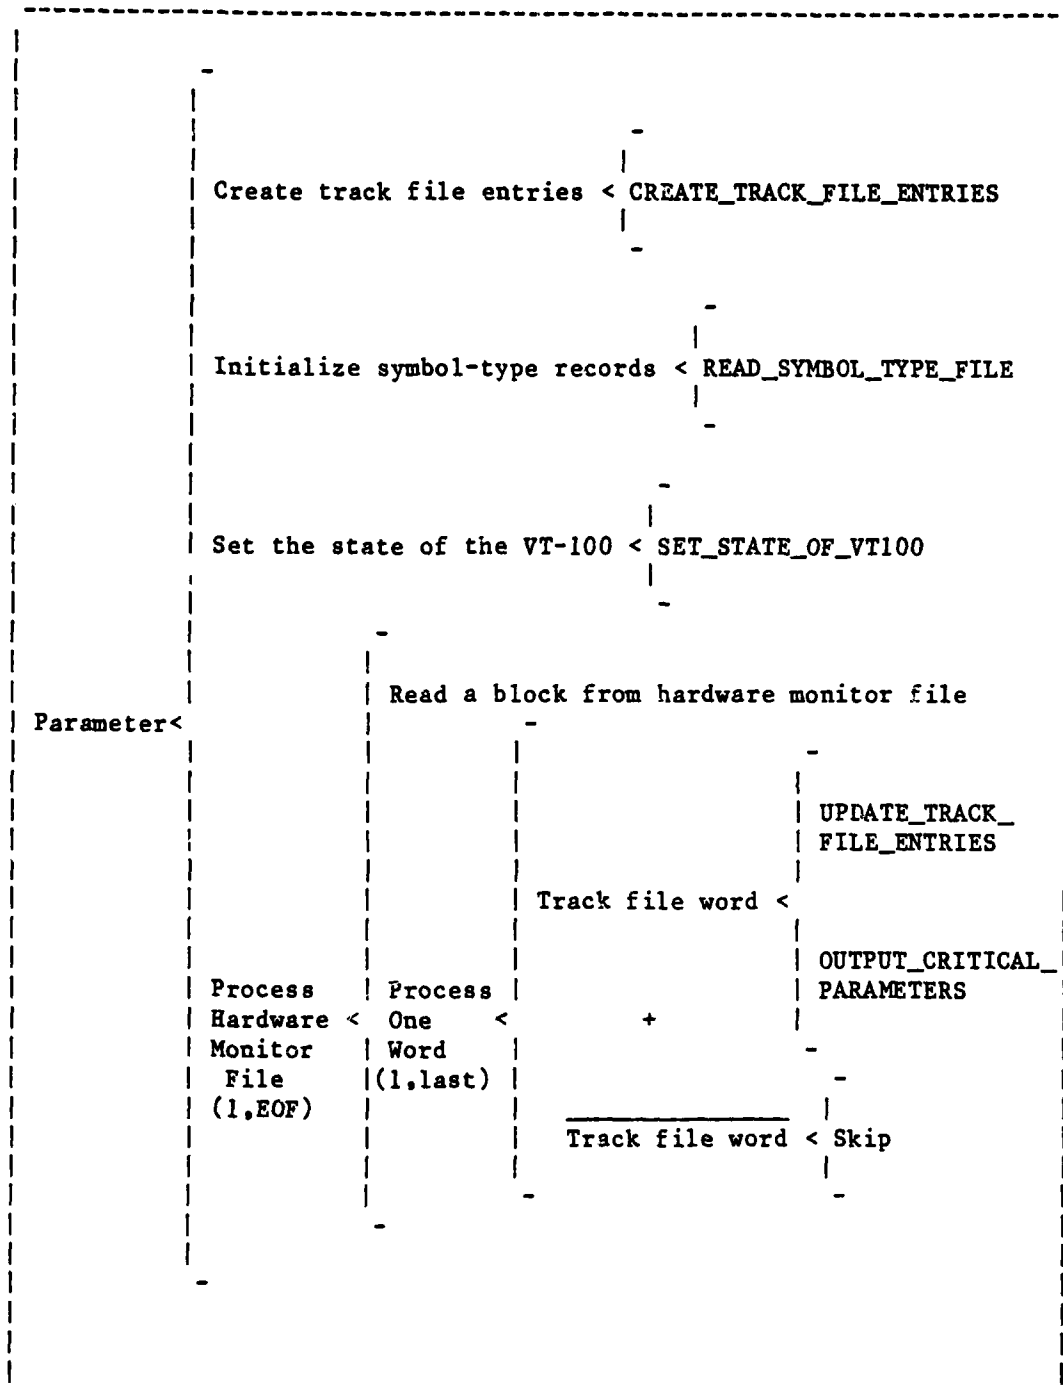 Create track file entries < CREATE_TRACK_FILE_ENTRIES
Initialize symbol-type records < READ_SYMBOL_TYPE_FILE
Set the state of the VT-100 < SET_STATE_OF_VT100
Read a block from hardware monitor file
Parameter<
UPDATE_TRACK_
FILE_ENTRIES
Track file word <
OUTPUT_CRITICAL_
PARAMETERS
Process
Hardware <
Monitor
File
(1,EOF)
Process
One <
Word
(1,last)
+
Track file word < Skip